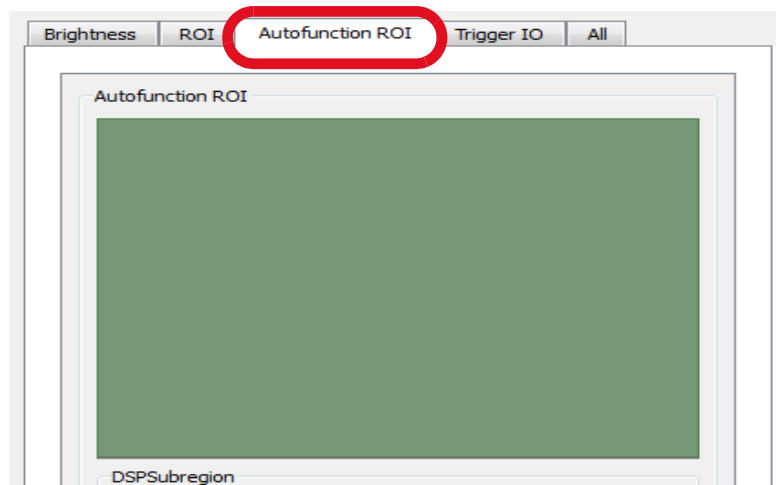 Brightness ROI Autofunction ROI Trigger IO All
Autofunction ROI
DSPSubregion